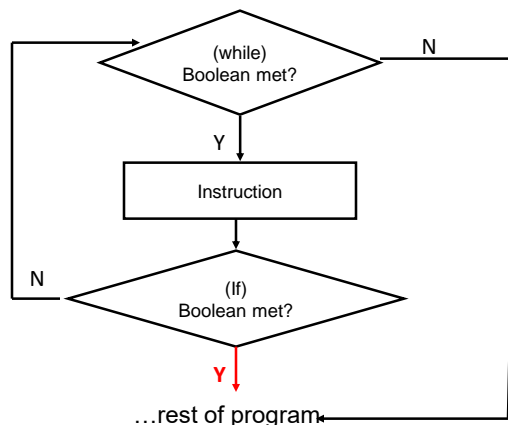 (while)
Boolean met?
N
Y
Instruction
N
(If)
Boolean met?
Y
...rest of program